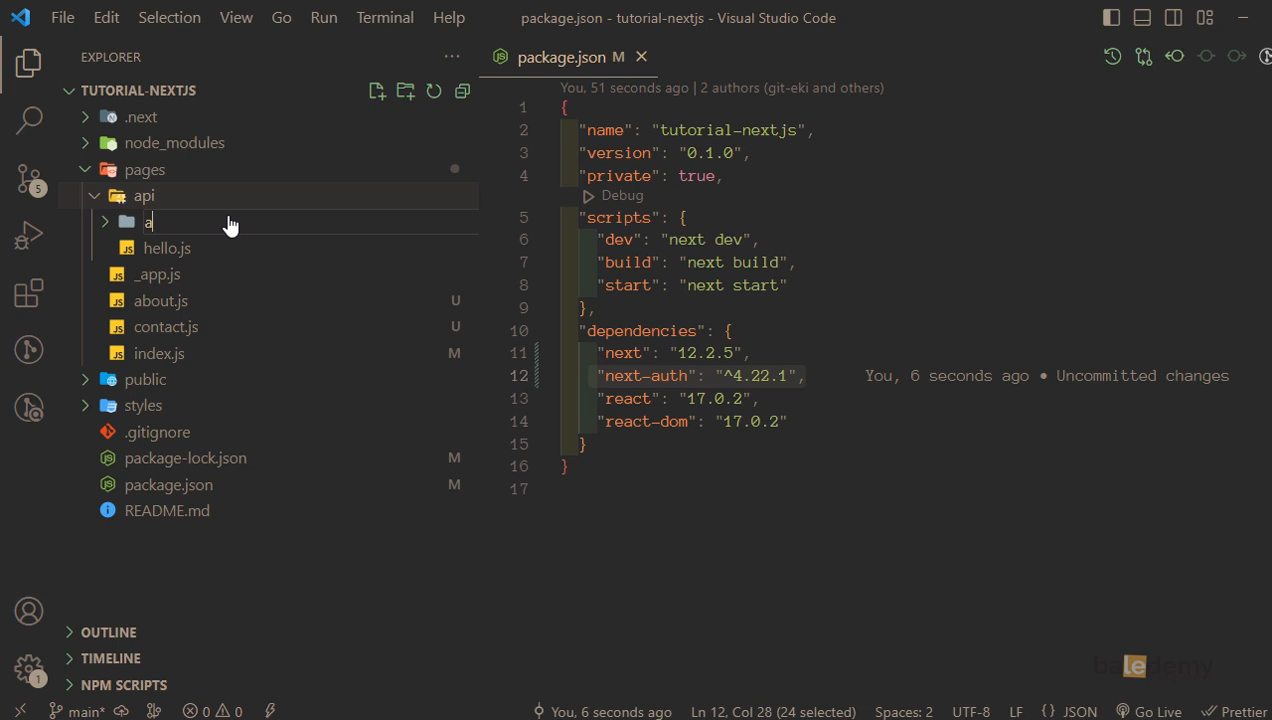 File Edit Selection View Go Run Terminal Help
package.json - tutorial-nextjs - Visual Studio Code
EXPLORER
TUTORIAL-NEXTJS
.next
node_modules
pages
api
a
hello.js
_app.js
about.js U
contact.js U
index.js M
public
styles
.gitignore
package-lock.json M
package.json M
README.md
OUTLINE
TIMELINE
NPM SCRIPTS
5
1
package.json M
You, 51 seconds ago | 2 authors (git-eki and others)
1 {
2 "name": "tutorial-nextjs",
3 "version": "0.1.0",
4 "private": true,
Debug
5 "scripts": {
6 "dev": "next dev",
7 "build": "next build",
8 "start": "next start"
9 },
10 "dependencies": {
11 "next": "12.2.5",
12 "next-auth": "^4.22.1", You, 6 seconds ago • Uncommitted changes
13 "react": "17.0.2",
14 "react-dom": "17.0.2"
15 }
16 }
17
baledemy
main* 0 0 You, 6 seconds ago Ln 12, Col 28 (24 selected) Spaces: 2 UTF-8 LF {} JSON Go Live Prettier